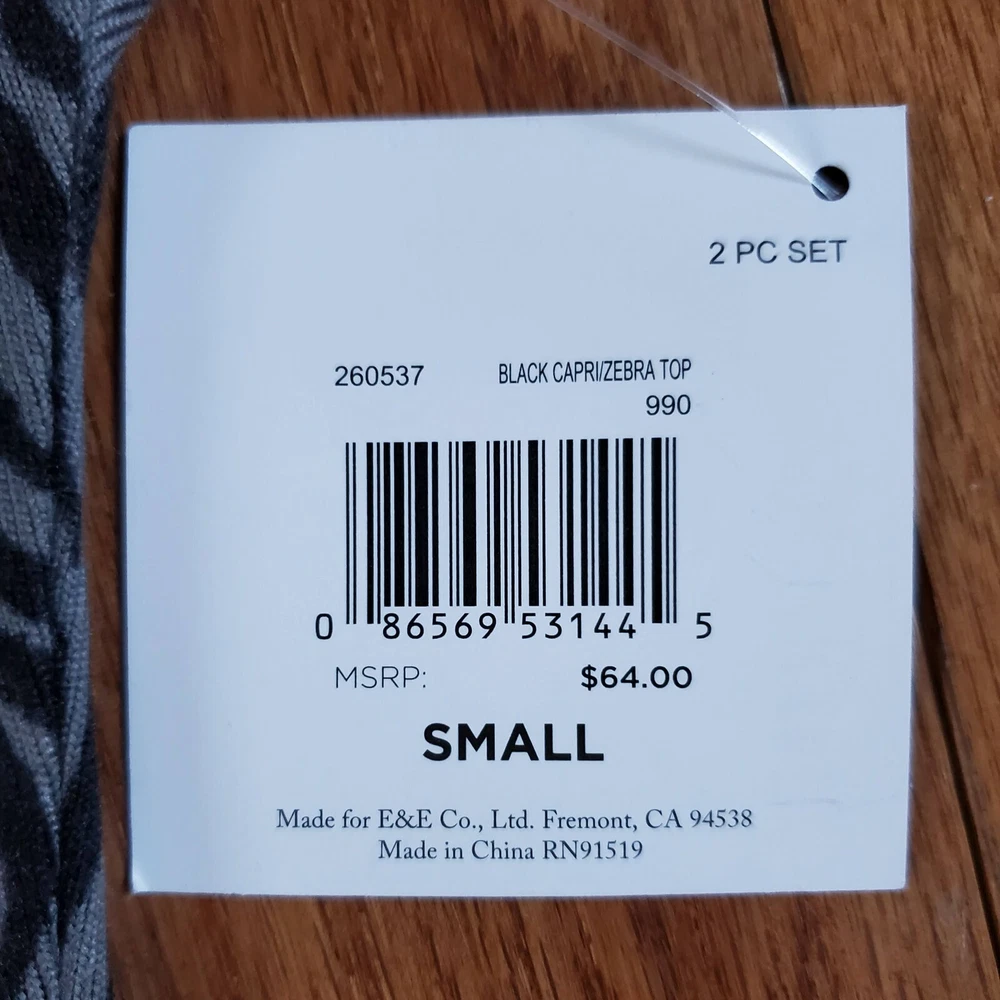 2 PC SET
260537 BLACK CAPRI/ZEBRA TOP
990
0 86569 53144 5
MSRP: $64.00
SMALL
Made for E&E Co., Ltd. Fremont, CA 94538
Made in China RN91519